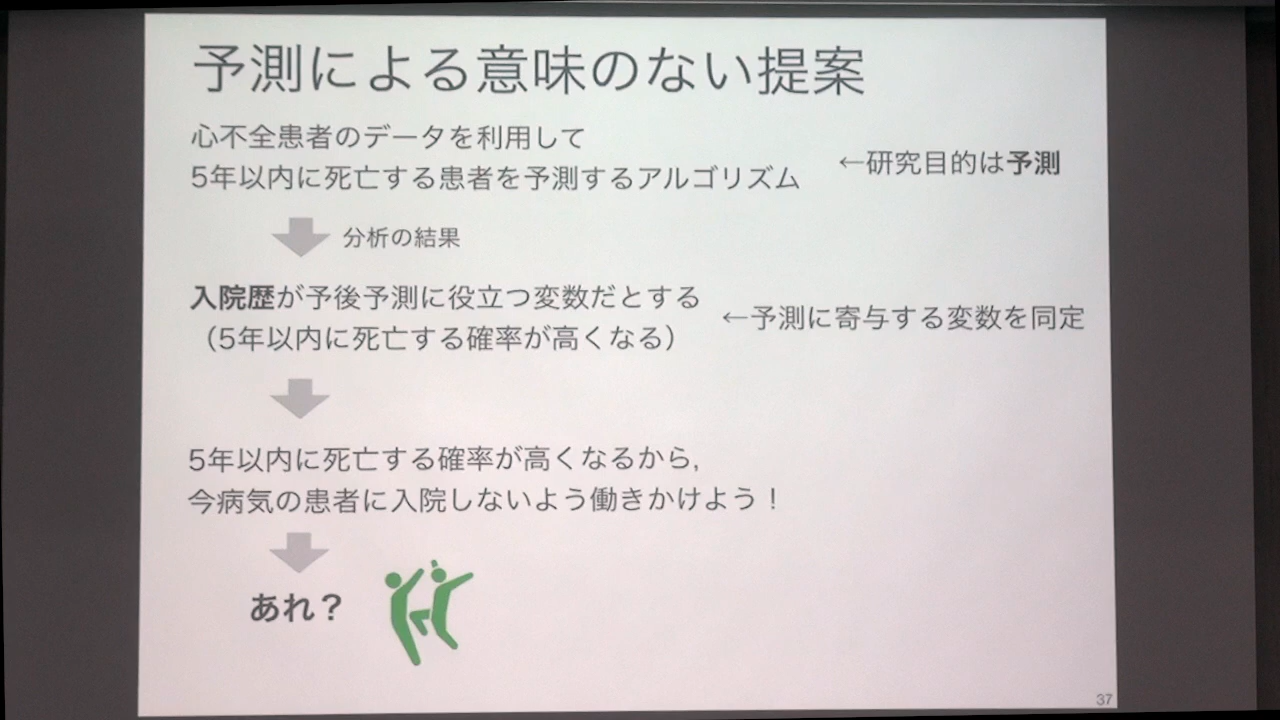 予測による意味のない提案
心不全患者のデータを利用して
5年以内に死亡する患者を予測するアルゴリズム
←研究目的は予測
分析の結果
入院歴が予後予測に役立つ変数だとする
（5年以内に死亡する確率が高くなる）
←予測に寄与する変数を同定
5年以内に死亡する確率が高くなるから,
今病気の患者に入院しないよう働きかけよう！
あれ？
37